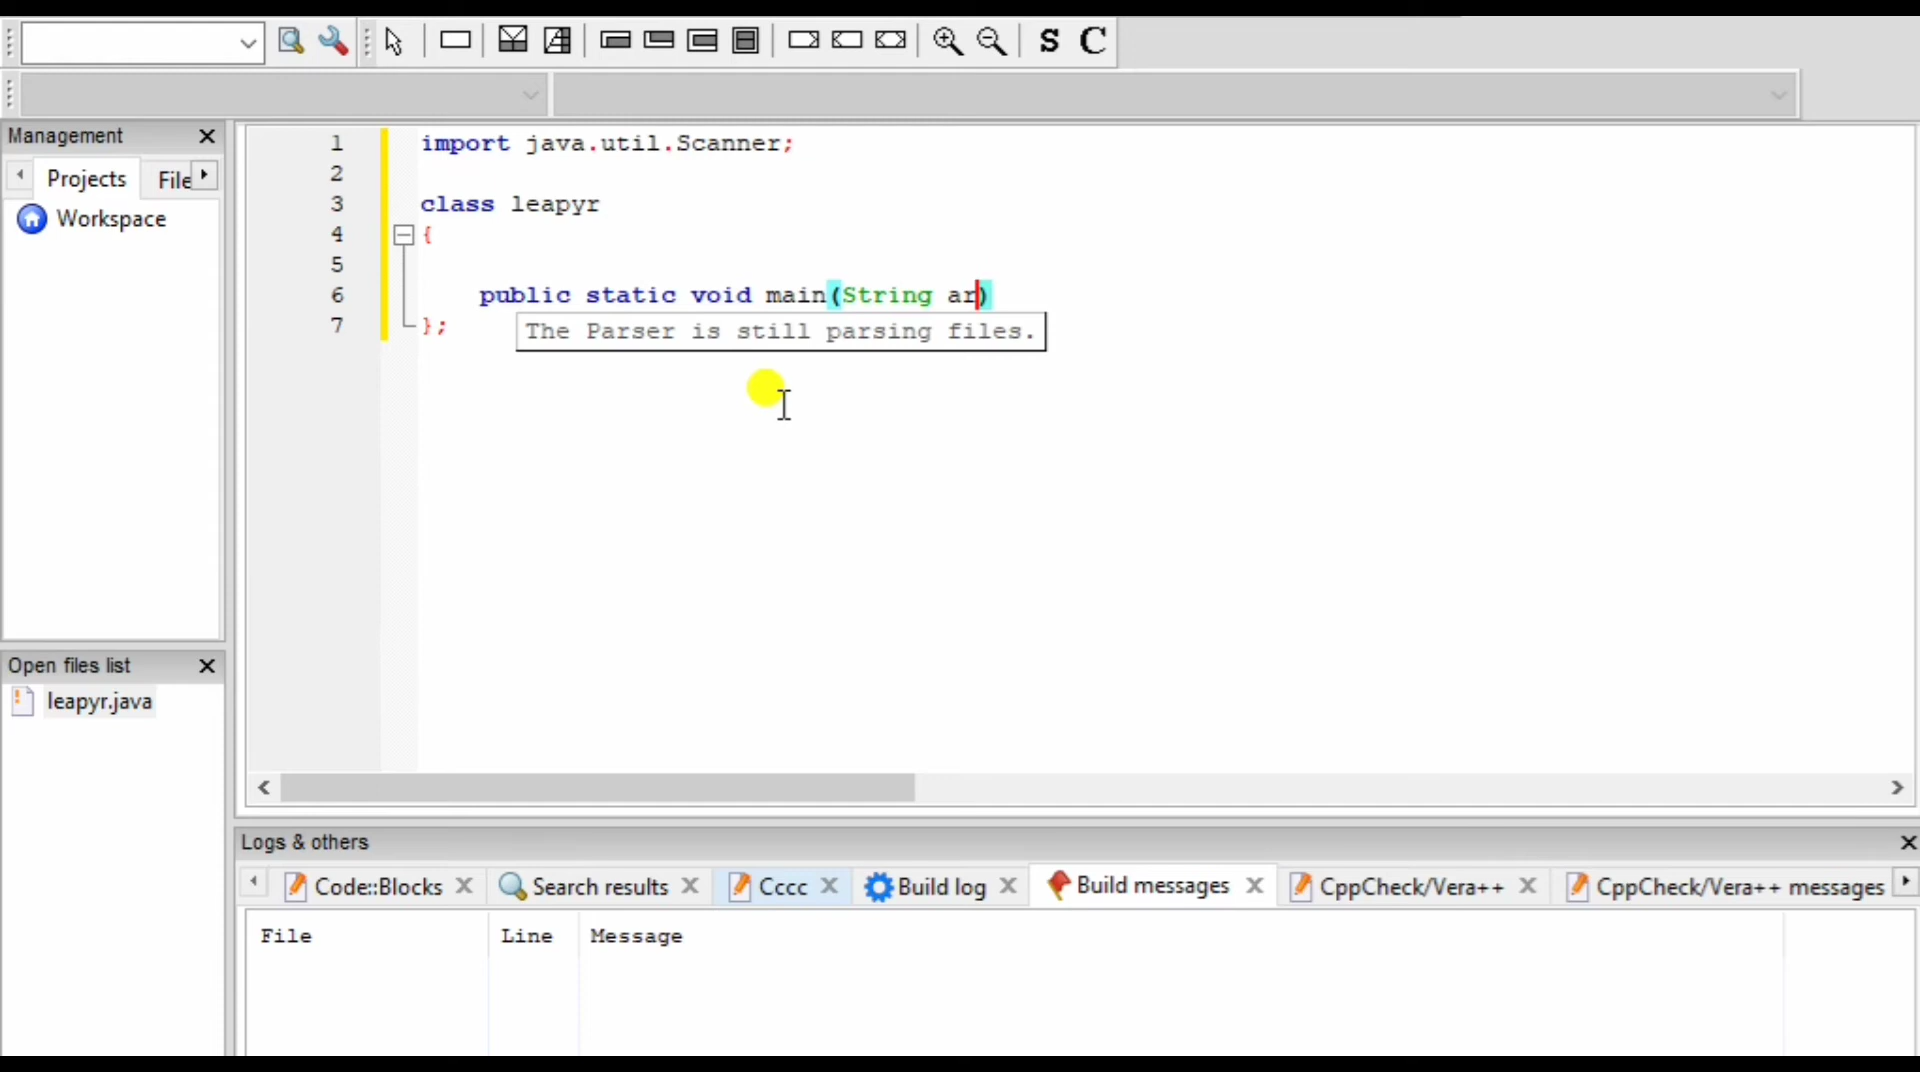 S C
Management
Projects File
Workspace
1 import java.util.Scanner;
2
3 class leapyr
4 {
5
6 public static void main(String ar)
7 };
The Parser is still parsing files.
Open files list
leapyr.java
Logs & others
Code::Blocks Search results Cccc Build log Build messages CppCheck/Vera++ CppCheck/Vera++ messages
File Line Message